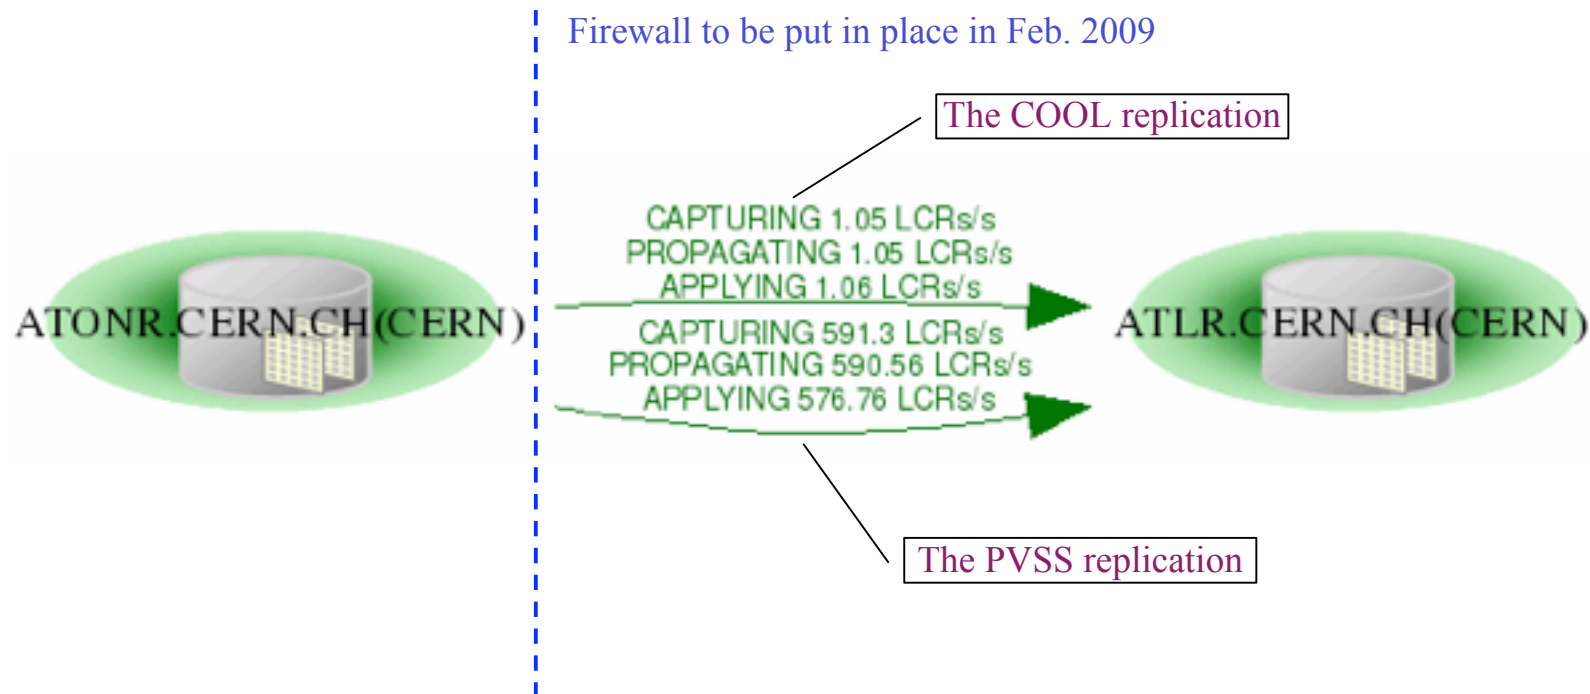 Firewall to be put in place in Feb. 2009
The COOL replication
CAPTURING 1.05 LCRs/s
PROPAGATING 1.05 LCRs/s
APPLYING 1.06 LCRs/s
ATONR.CERN.CH(CERN)
ATLR.CERN.CH(CERN)
CAPTURING 591.3 LCRs/s
PROPAGATING 590.56 LCRs/s
APPLYING 576.76 LCRs/s
The PVSS replication